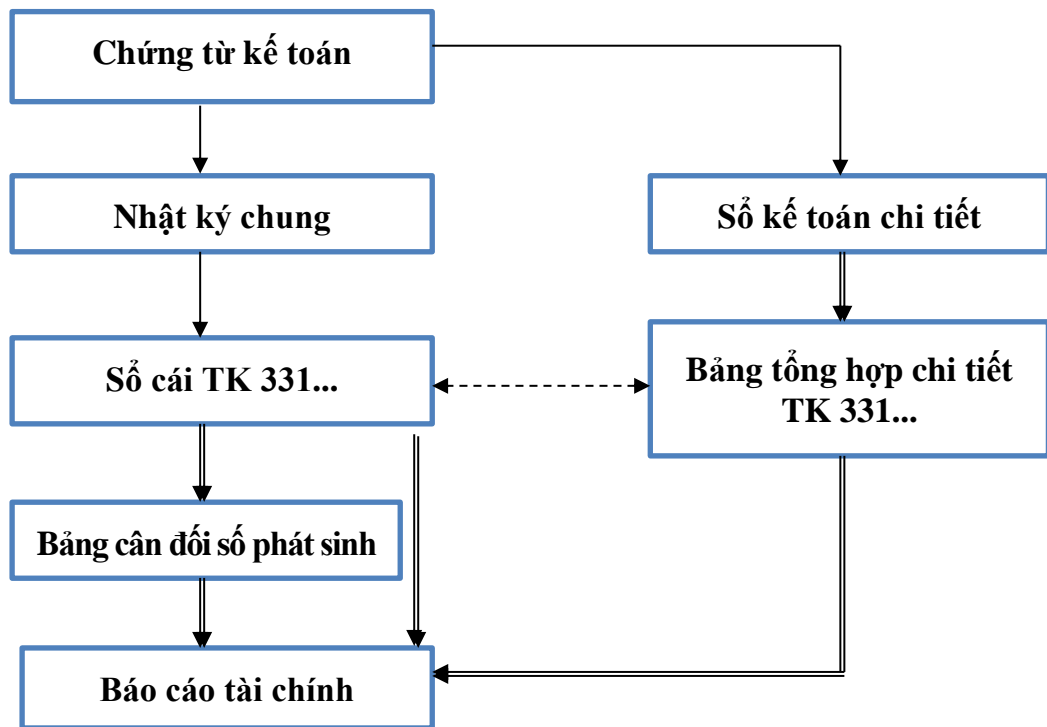 Chứng từ kế toán
Nhật ký chung
Sổ kế toán chi tiết
Sổ cái TK 331...
Bảng tổng hợp chi tiết
TK 331...
Bảng cân đối số phát sinh
Báo cáo tài chính